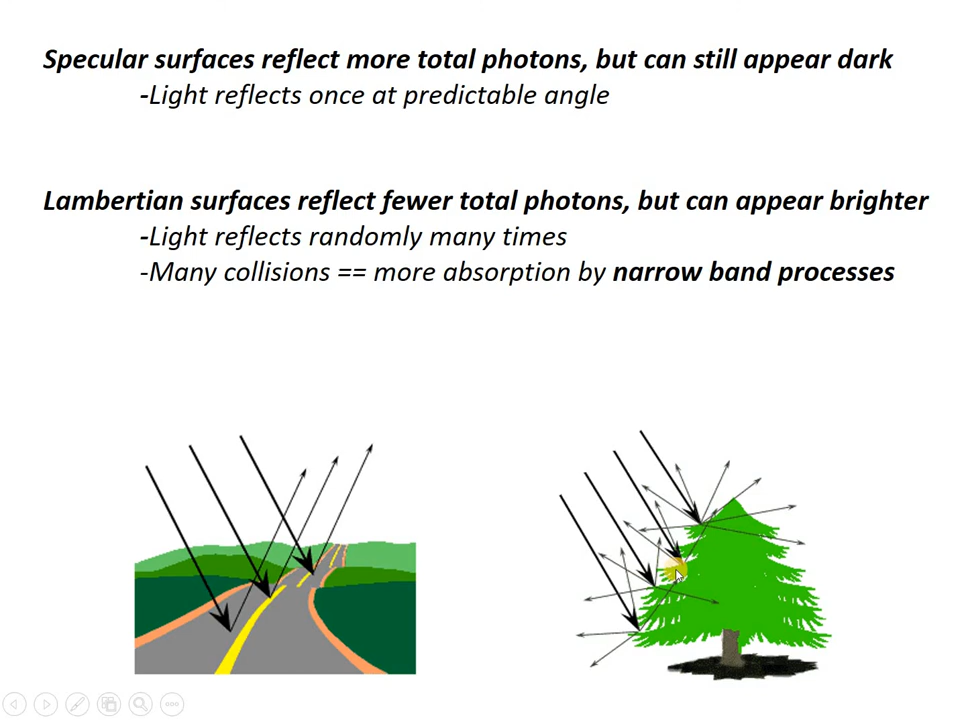 Specular surfaces reflect more total photons, but can still appear dark
-Light reflects once at predictable angle
Lambertian surfaces reflect fewer total photons, but can appear brighter
-Light reflects randomly many times
-Many collisions == more absorption by narrow band processes